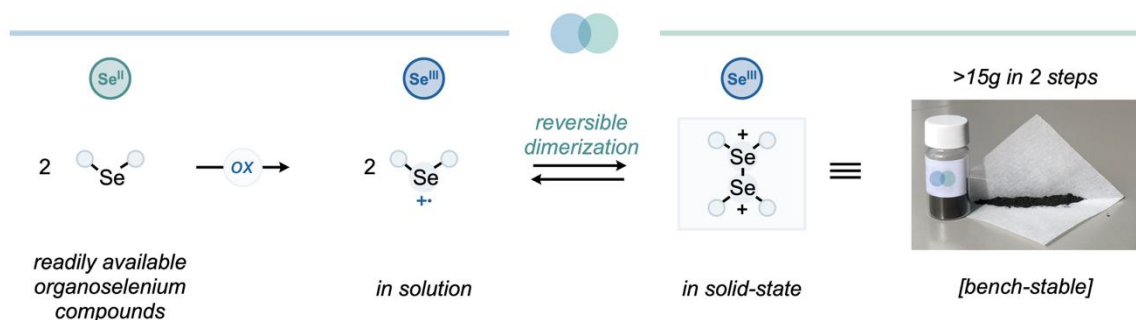 Se^II
Se^III
Se^III
>15g in 2 steps
2
Se
OX
2
Se
+•
reversible
dimerization
+
Se
Se
+
≡
readily available
organoselenium
compounds
in solution
in solid-state
[bench-stable]